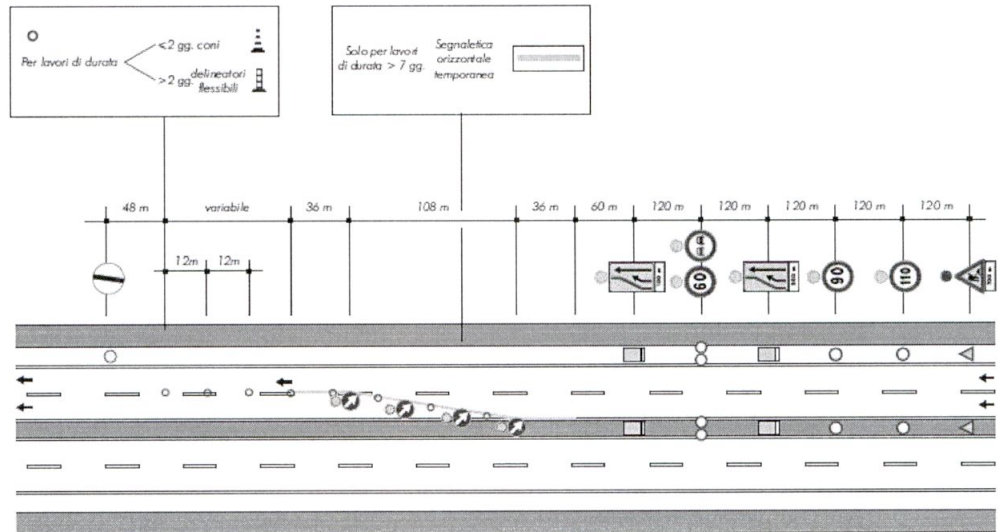 Per lavori di durata
≤2 gg. coni
>2 gg. delineatori
flessibili
Solo per lavori
di durata > 7 gg.
Segnaletica
orizzontale
temporanea
48 m variabile 36 m 108 m 36 m 60 m 120 m 120 m 120 m 120 m 120 m
12m 12m
60
90
110